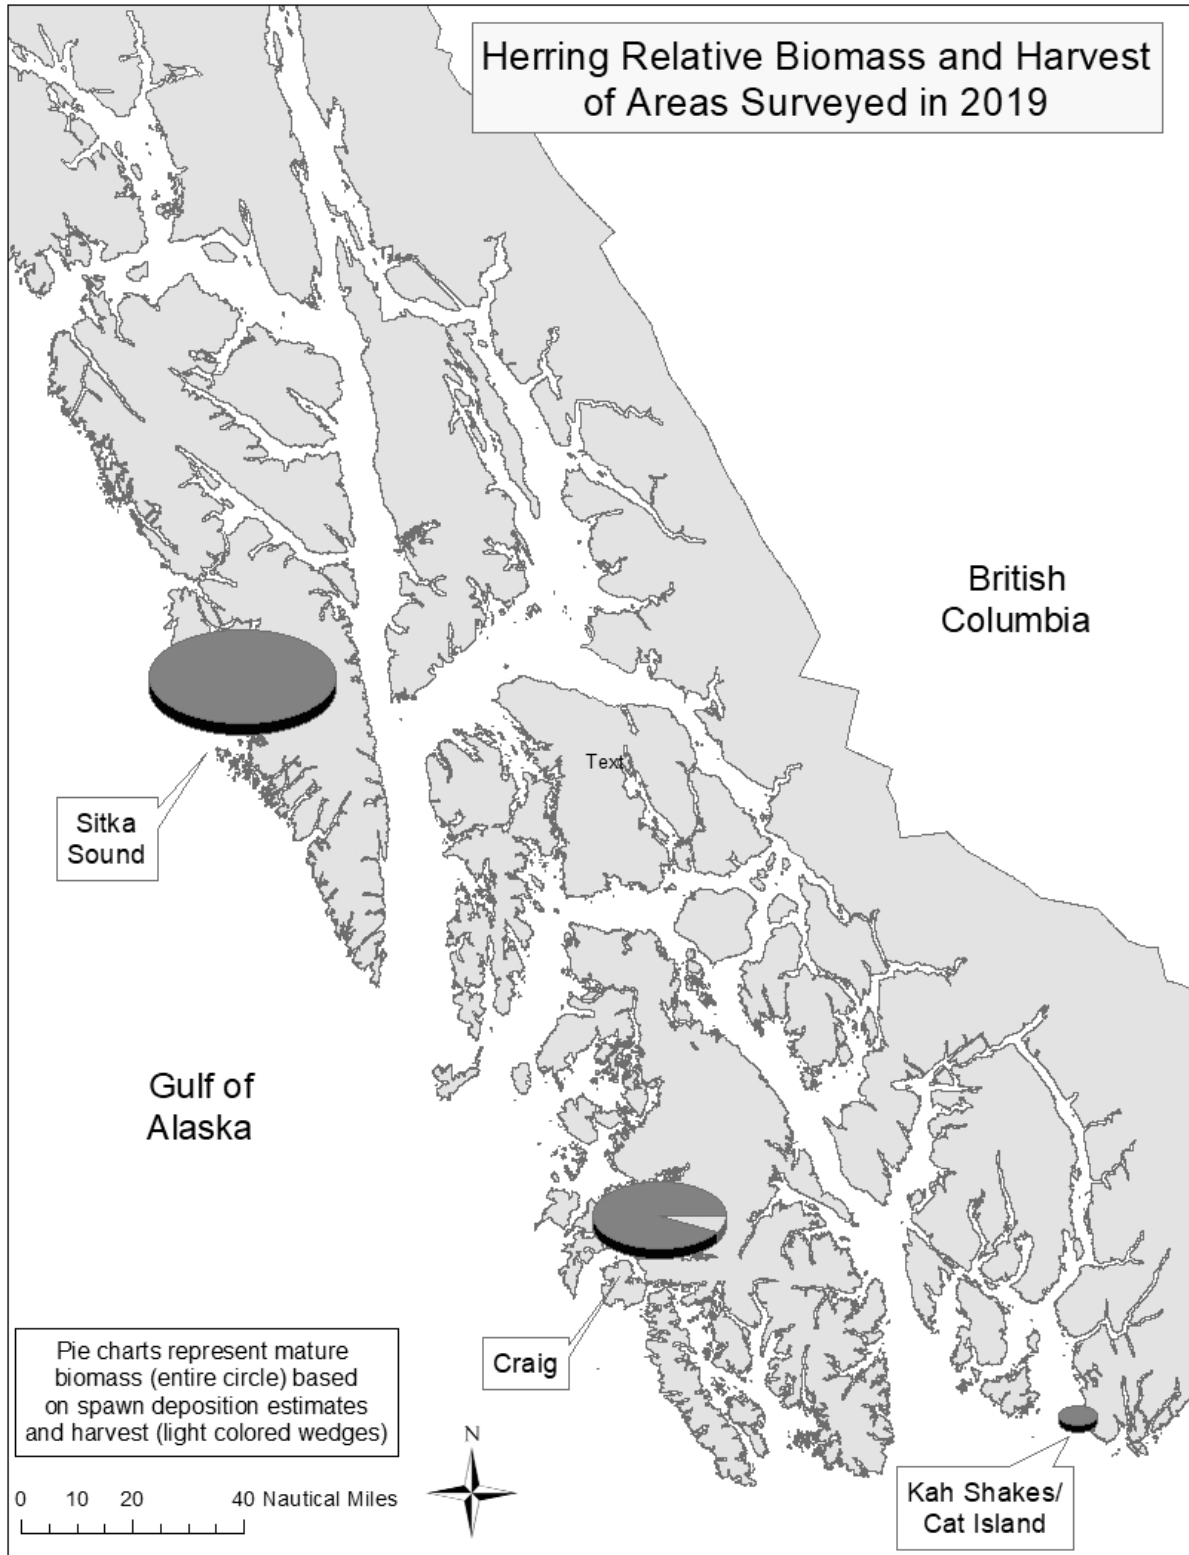 Herring Relative Biomass and Harvest
of Areas Surveyed in 2019
British
Columbia
Text
Sitka
Sound
Gulf of
Alaska
Craig
Pie charts represent mature
biomass (entire circle) based
on spawn deposition estimates
and harvest (light colored wedges)
N
0 10 20 40 Nautical Miles
Kah Shakes/
Cat Island